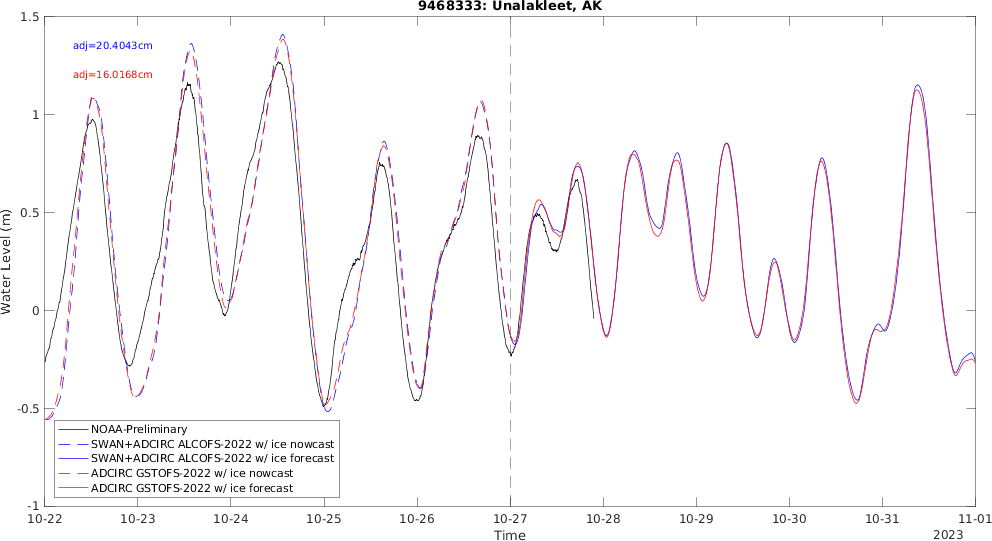 9468333: Unalakleet, AK
1.5
1
0.5
0
-0.5
-1
Water Level (m)
adj=20.4043cm
adj=16.0168cm
NOAA-Preliminary
SWAN+ADCIRC ALCOFS-2022 w/ ice nowcast
SWAN+ADCIRC ALCOFS-2022 w/ ice forecast
ADCIRC GSTOFS-2022 w/ ice nowcast
ADCIRC GSTOFS-2022 w/ ice forecast
10-22 10-23 10-24 10-25 10-26 10-27 10-28 10-29 10-30 10-31 11-01
Time
2023